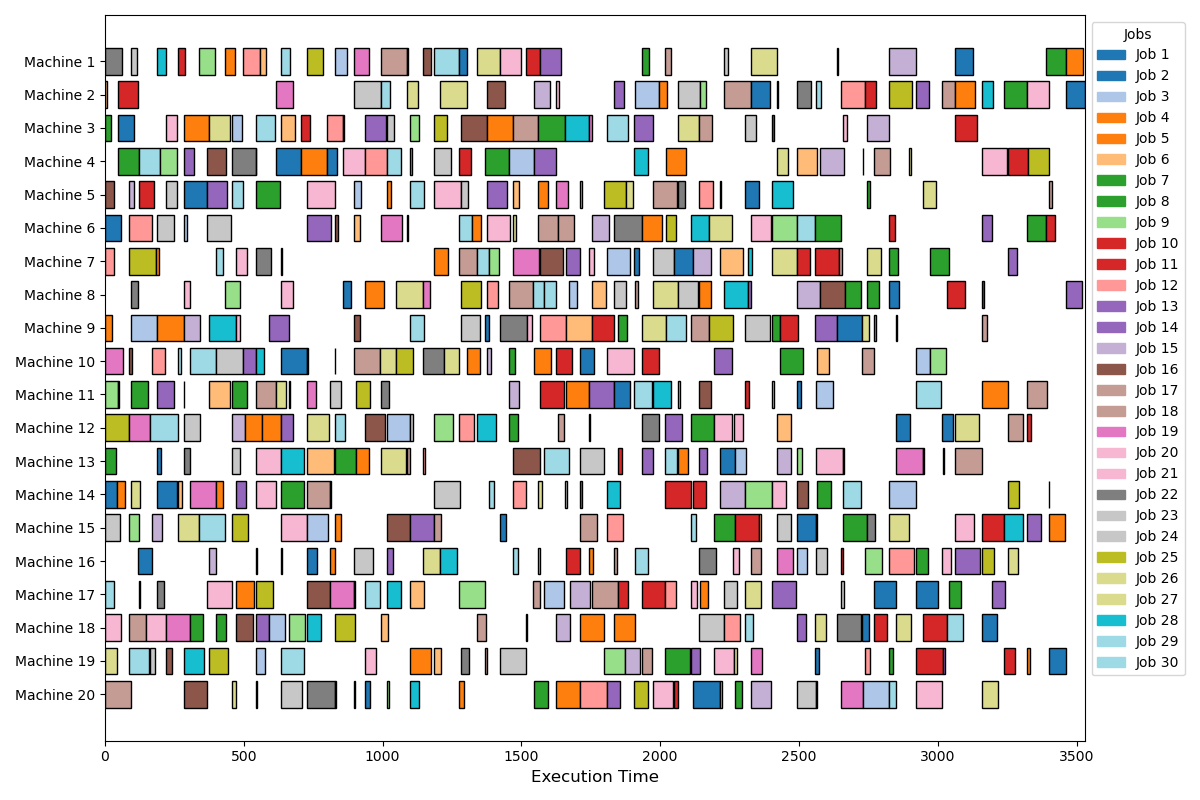 Machine 1
Machine 2
Machine 3
Machine 4
Machine 5
Machine 6
Machine 7
Machine 8
Machine 9
Machine 10
Machine 11
Machine 12
Machine 13
Machine 14
Machine 15
Machine 16
Machine 17
Machine 18
Machine 19
Machine 20
0 500 1000 1500 2000 2500 3000 3500
Execution Time
Jobs
Job 1
Job 2
Job 3
Job 4
Job 5
Job 6
Job 7
Job 8
Job 9
Job 10
Job 11
Job 12
Job 13
Job 14
Job 15
Job 16
Job 17
Job 18
Job 19
Job 20
Job 21
Job 22
Job 23
Job 24
Job 25
Job 26
Job 27
Job 28
Job 29
Job 30